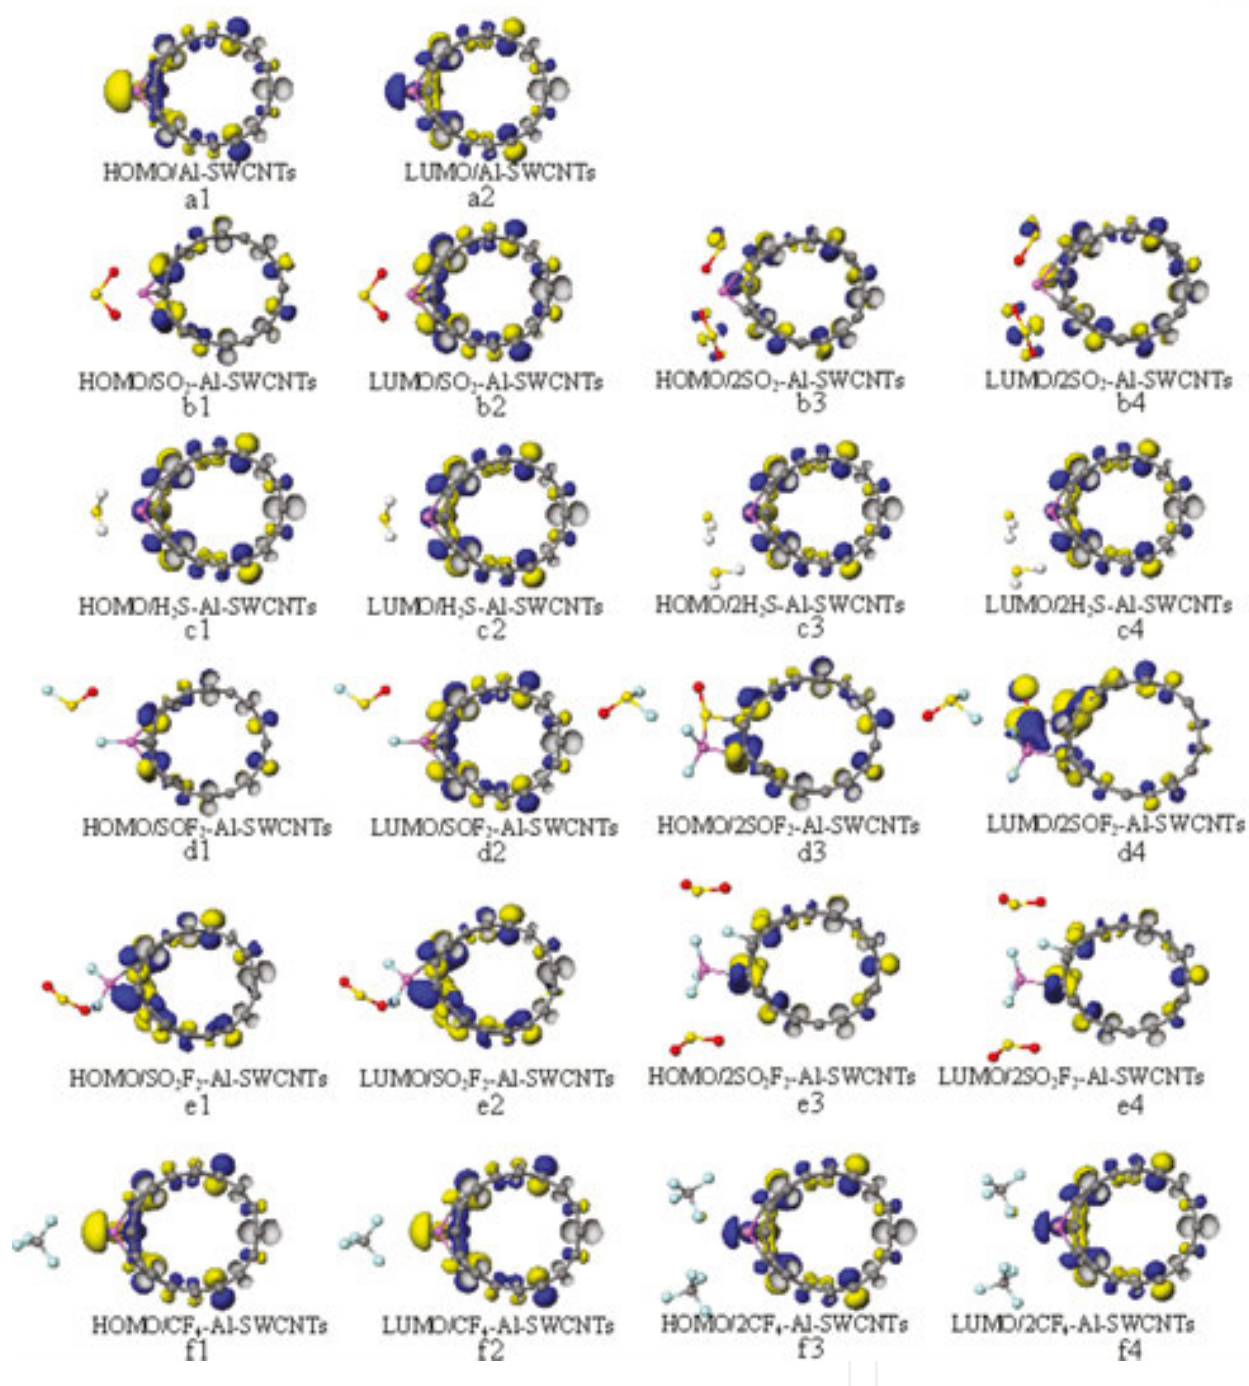 HOMO/Al-SWCNTs LUMO/Al-SWCNTs
a1 a2
HOMO/SO₂-Al-SWCNTs LUMO/SO₂-Al-SWCNTs HOMO/2SO₂-Al-SWCNTs LUMO/2SO₂-Al-SWCNTs
b1 b2 b3 b4
HOMO/H₂S-Al-SWCNTs LUMO/H₂S-Al-SWCNTs HOMO/2H₂S-Al-SWCNTs LUMO/2H₂S-Al-SWCNTs
c1 c2 c3 c4
HOMO/SOF₂-Al-SWCNTs LUMO/SOF₂-Al-SWCNTs HOMO/2SOF₂-Al-SWCNTs LUMO/2SOF₂-Al-SWCNTs
d1 d2 d3 d4
HOMO/SO₂F₂-Al-SWCNTs LUMO/SO₂F₂-Al-SWCNTs HOMO/2SO₂F₂-Al-SWCNTs LUMO/2SO₂F₂-Al-SWCNTs
e1 e2 e3 e4
HOMO/CF₄-Al-SWCNTs LUMO/CF₄-Al-SWCNTs HOMO/2CF₄-Al-SWCNTs LUMO/2CF₄-Al-SWCNTs
f1 f2 f3 f4